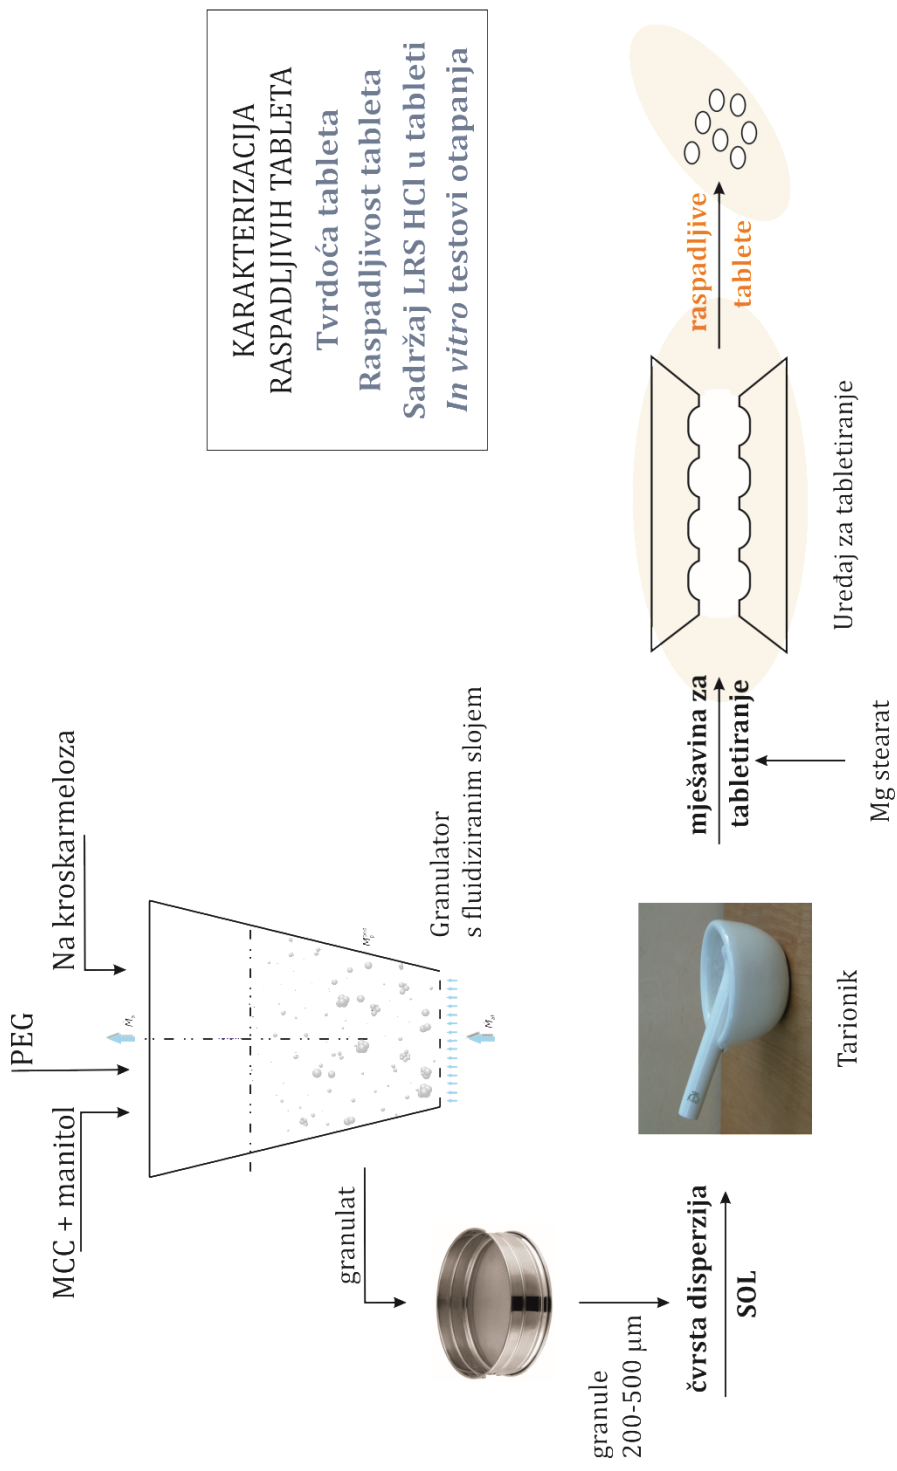 MCC + manitol
PEG
Na kroskarmeloza
Granulator
s fluidiziranim slojem
granulat
granule
200-500 µm
čvrsta disperzija
SOL
Tarionik
mješavina za
tabletiranje
Mg stearat
Uređaj za tabletiranje
raspadljive
tablete
KARAKTERIZACIJA
RASPADLJIVIH TABLETA
Tvrdoća tableta
Raspadljivost tableta
Sadržaj LRS HCl u tableti
In vitro testovi otapanja